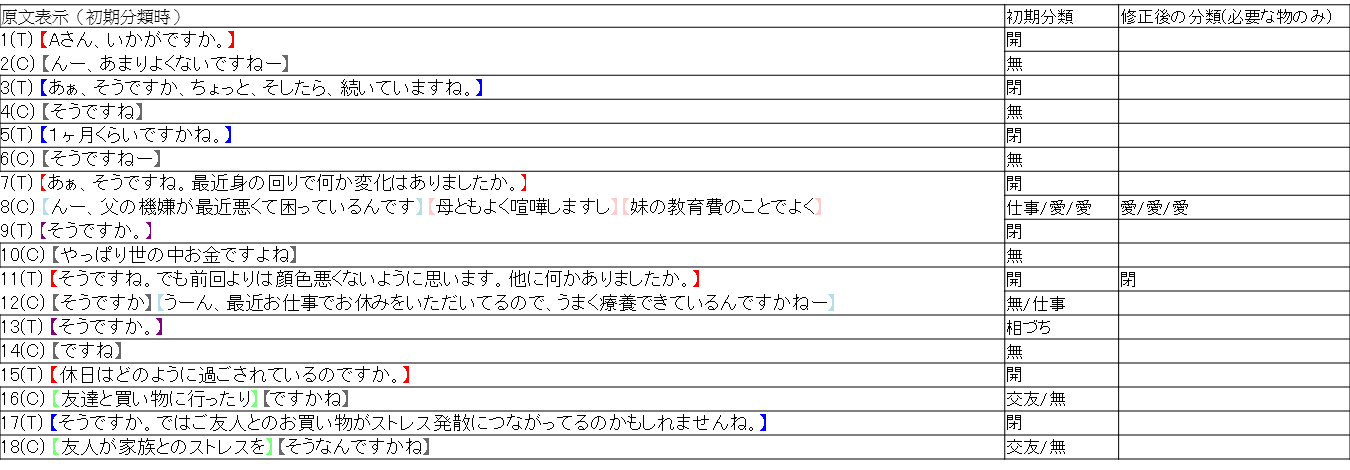 原文表示（初期分類時） 初期分類 修正後の分類(必要な物のみ)
1(T) 【Aさん、いかがですか。】 開
2(C) 【んー、あまりよくないですねー】 無
3(T) 【あぁ、そうですか、ちょっと、そしたら、続いていますね。】 閉
4(C) 【そうですね】 無
5(T) 【1ヶ月くらいですかね。】 閉
6(C) 【そうですねー】 無
7(T) 【あぁ、そうですね。最近身の回りで何か変化はありましたか。】 開
8(C) 【んー、父の機嫌が最近悪くて困っているんです】【母ともよく喧嘩しますし】【妹の教育費のことでよく】 仕事/愛/愛 愛/愛/愛
9(T) 【そうですか。】 閉
10(C) 【やっぱり世の中お金ですよね】 無
11(T) 【そうですね。でも前回よりは顔色悪くないように思います。他に何かありましたか。】 開 閉
12(C) 【そうですか】【うーん、最近お仕事でお休みをいただいてるので、うまく療養できているんですかねー】 無/仕事
13(T) 【そうですか。】 相づち
14(C) 【ですね】 無
15(T) 【休日はどのように過ごされているのですか。】 開
16(C) 【友達と買い物に行ったり】【ですかね】 交友/無
17(T) 【そうですか。ではご友人とのお買い物がストレス発散につながってるのかもしれませんね。】 閉
18(C) 【友人が家族とのストレスを】【そうなんですかね】 交友/無